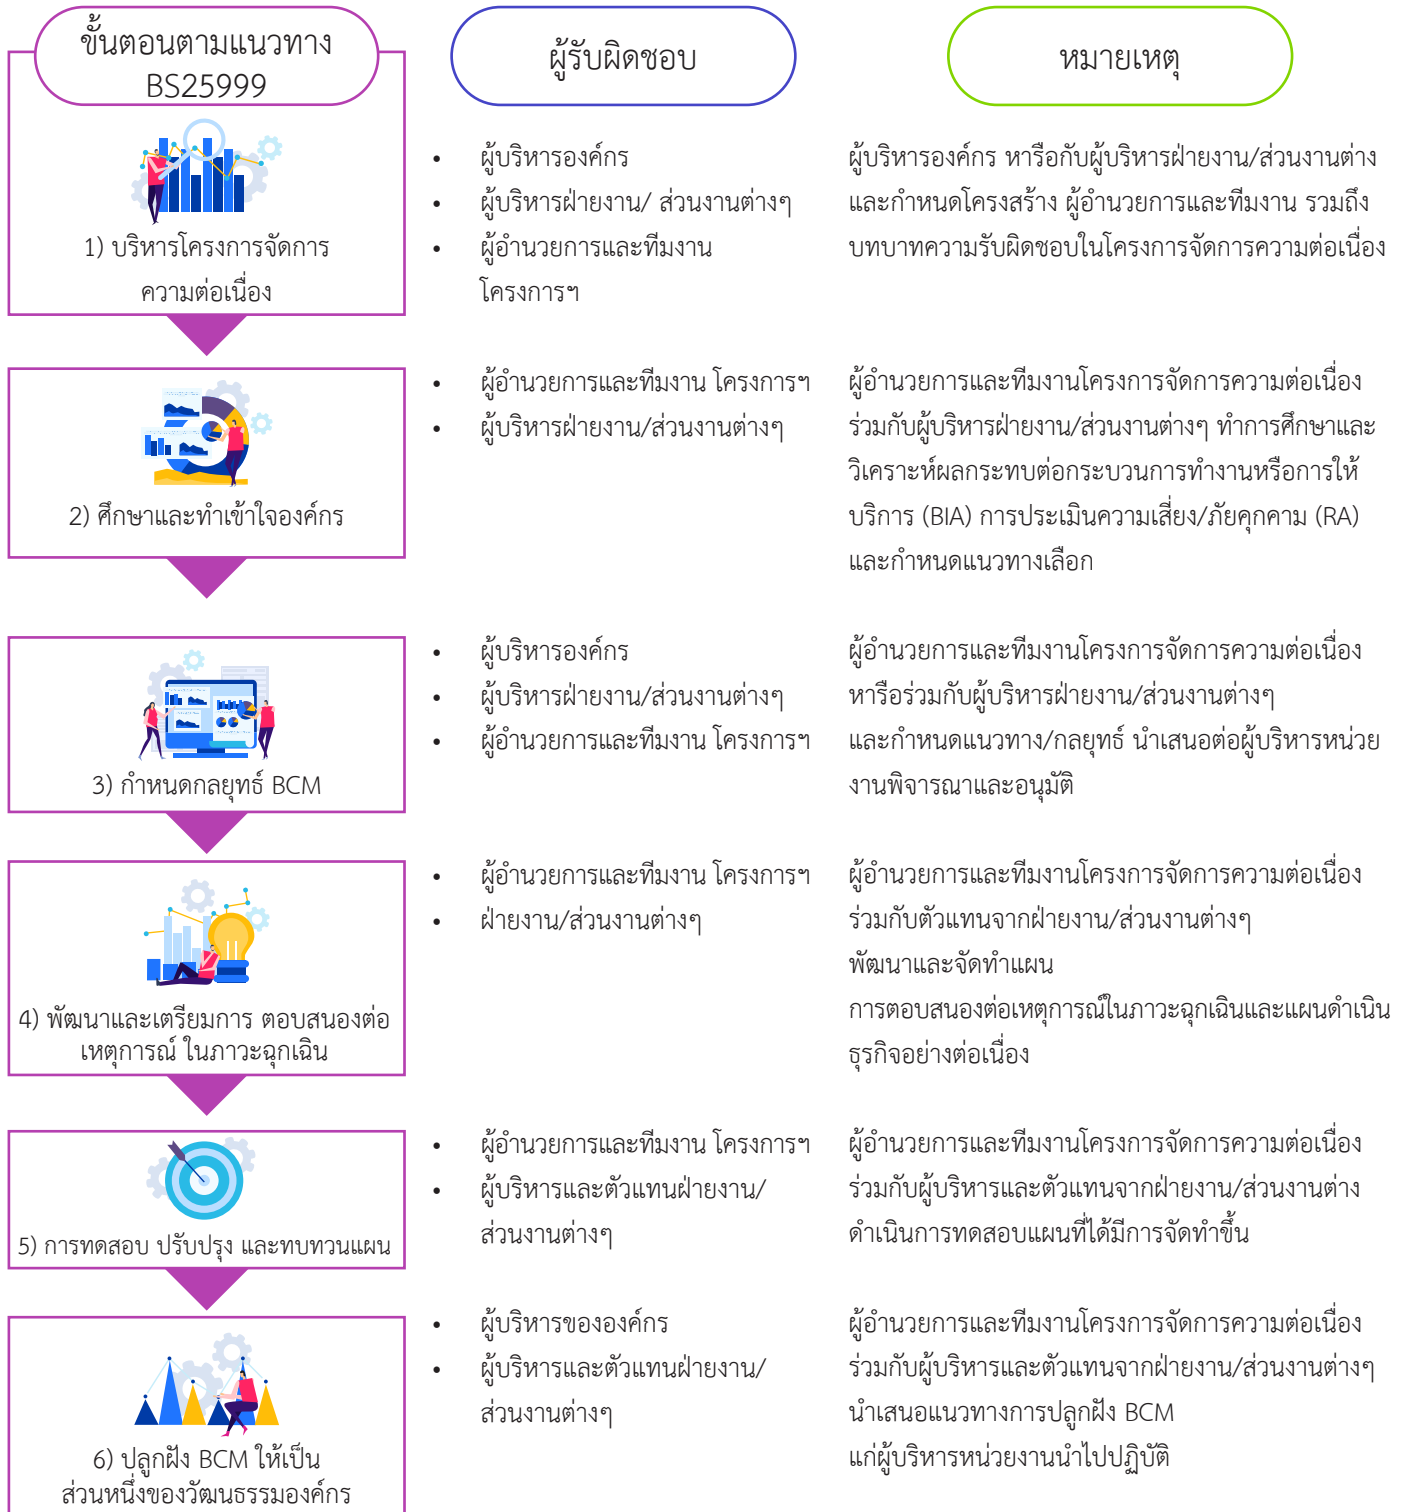 ขั้นตอนตามแนวทาง
BS25999
ผู้รับผิดชอบ
หมายเหตุ
1) บริหารโครงการจัดการ
ความต่อเนื่อง
• ผู้บริหารองค์กร
• ผู้บริหารฝ่ายงาน/ ส่วนงานต่างๆ
• ผู้อำนวยการและทีมงาน
โครงการฯ
ผู้บริหารองค์กร หารือกับผู้บริหารฝ่ายงาน/ส่วนงานต่าง
และกำหนดโครงสร้าง ผู้อำนวยการและทีมงาน รวมถึง
บทบาทความรับผิดชอบในโครงการจัดการความต่อเนื่อง
2) ศึกษาและทำเข้าใจองค์กร
• ผู้อำนวยการและทีมงาน โครงการฯ
• ผู้บริหารฝ่ายงาน/ส่วนงานต่างๆ
ผู้อำนวยการและทีมงานโครงการจัดการความต่อเนื่อง
ร่วมกับผู้บริหารฝ่ายงาน/ส่วนงานต่างๆ ทำการศึกษาและ
วิเคราะห์ผลกระทบต่อกระบวนการทำงานหรือการให้
บริการ (BIA) การประเมินความเสี่ยง/ภัยคุกคาม (RA)
และกำหนดแนวทางเลือก
3) กำหนดกลยุทธ์ BCM
• ผู้บริหารองค์กร
• ผู้บริหารฝ่ายงาน/ส่วนงานต่างๆ
• ผู้อำนวยการและทีมงาน โครงการฯ
ผู้อำนวยการและทีมงานโครงการจัดการความต่อเนื่อง
หารือร่วมกับผู้บริหารฝ่ายงาน/ส่วนงานต่างๆ
และกำหนดแนวทาง/กลยุทธ์ นำเสนอต่อผู้บริหารหน่วย
งานพิจารณาและอนุมัติ
4) พัฒนาและเตรียมการ ตอบสนองต่อ
เหตุการณ์ ในภาวะฉุกเฉิน
• ผู้อำนวยการและทีมงาน โครงการฯ
• ฝ่ายงาน/ส่วนงานต่างๆ
ผู้อำนวยการและทีมงานโครงการจัดการความต่อเนื่อง
ร่วมกับตัวแทนจากฝ่ายงาน/ส่วนงานต่างๆ
พัฒนาและจัดทำแผน
การตอบสนองต่อเหตุการณ์ในภาวะฉุกเฉินและแผนดำเนิน
ธุรกิจอย่างต่อเนื่อง
5) การทดสอบ ปรับปรุง และทบทวนแผน
• ผู้อำนวยการและทีมงาน โครงการฯ
• ผู้บริหารและตัวแทนฝ่ายงาน/
ส่วนงานต่างๆ
ผู้อำนวยการและทีมงานโครงการจัดการความต่อเนื่อง
ร่วมกับผู้บริหารและตัวแทนจากฝ่ายงาน/ส่วนงานต่าง
ดำเนินการทดสอบแผนที่ได้มีการจัดทำขึ้น
6) ปลูกฝัง BCM ให้เป็น
ส่วนหนึ่งของวัฒนธรรมองค์กร
• ผู้บริหารขององค์กร
• ผู้บริหารและตัวแทนฝ่ายงาน/
ส่วนงานต่างๆ
ผู้อำนวยการและทีมงานโครงการจัดการความต่อเนื่อง
ร่วมกับผู้บริหารและตัวแทนจากฝ่ายงาน/ส่วนงานต่างๆ
นำเสนอแนวทางการปลูกฝัง BCM
แก่ผู้บริหารหน่วยงานนำไปปฏิบัติ